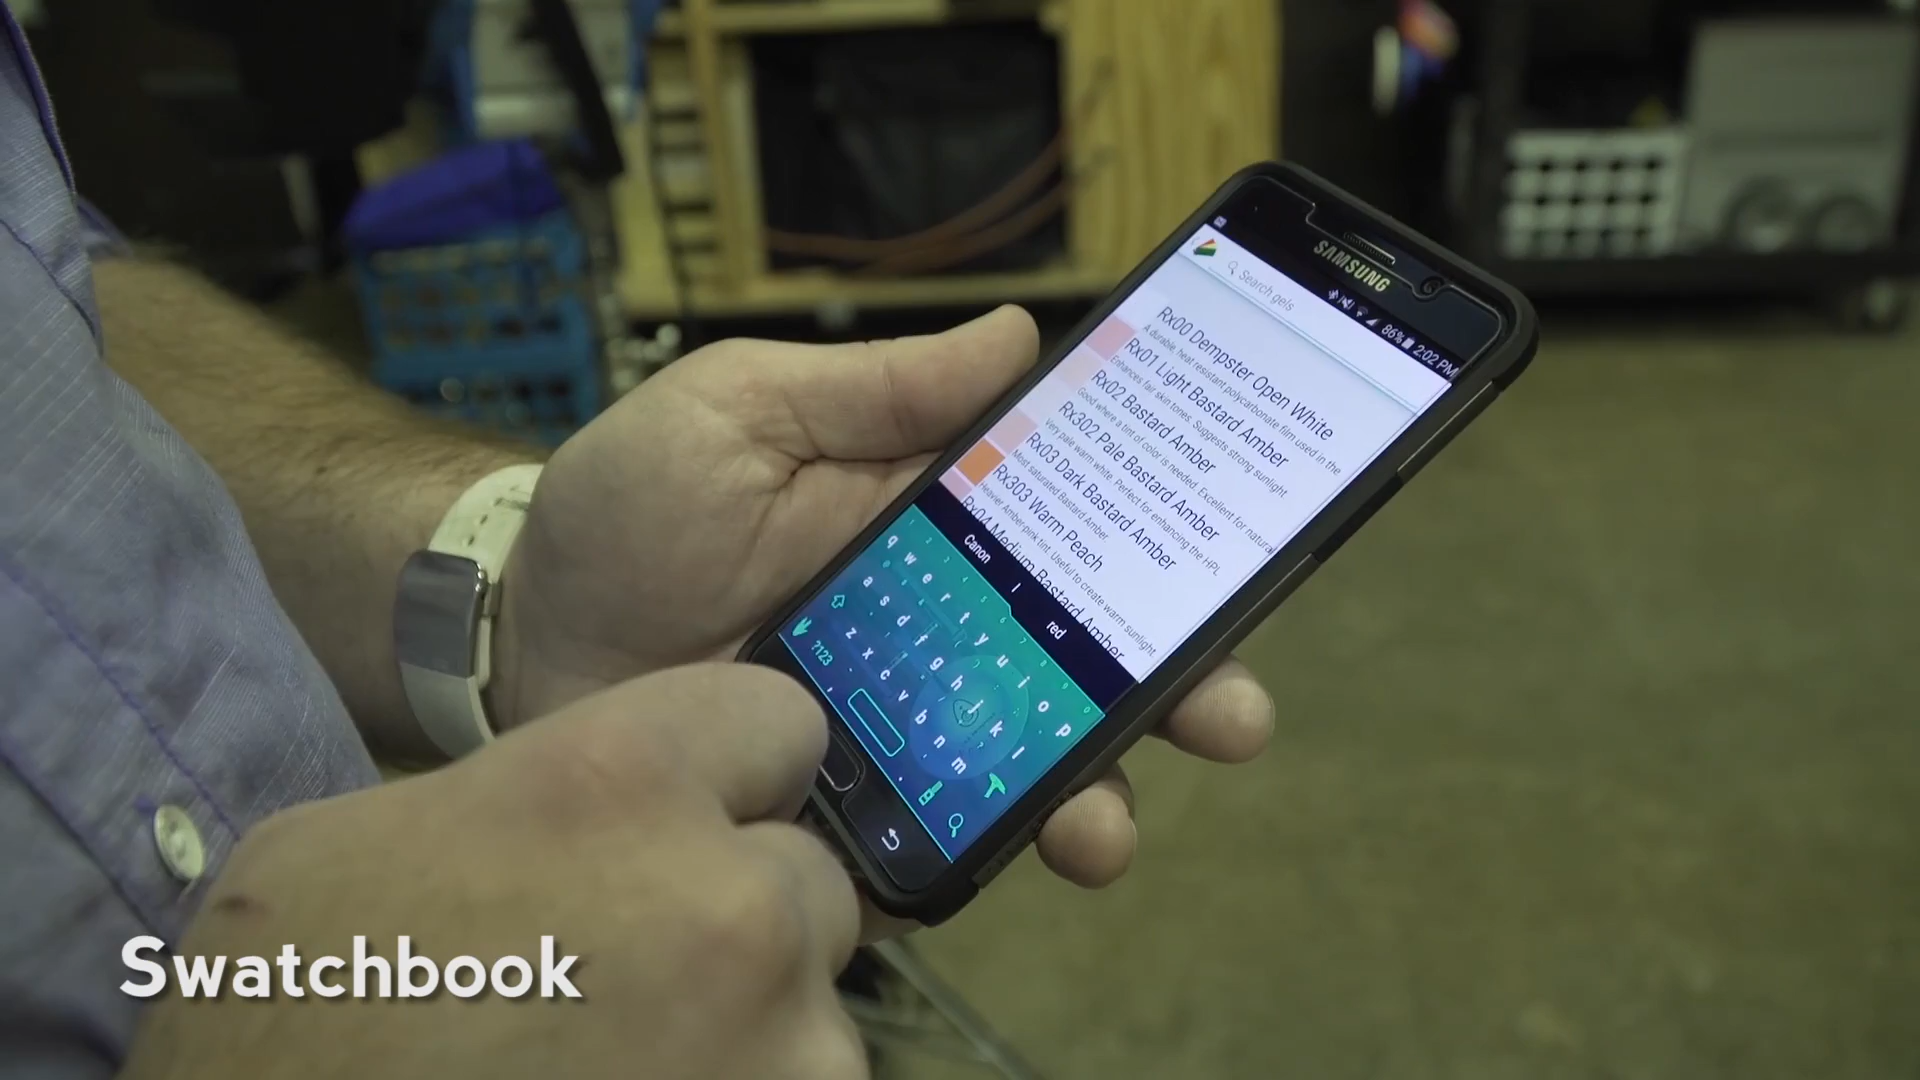 SAMSUNG
86% 2:02 PM
Search gels
Rx00 Dempster Open White
A durable, heat resistant polycarbonate film used in the
Rx01 Light Bastard Amber
Enhances fair skin tones. Suggests strong sunlight.
Rx02 Bastard Amber
Good where a tint of color is needed. Excellent for natural
Rx302 Pale Bastard Amber
Very pale warm white. Perfect for enhancing the HPL
Rx03 Dark Bastard Amber
Most saturated Bastard Amber.
Rx303 Warm Peach
Heavier Amber-pink tint. Useful to create warm sunlight.
Rx04 Medium Bastard Amber
Canon I red
q w e r t y u i o p
a s d f g h j k l
z x c v b n m
?123 , .
Swatchbook